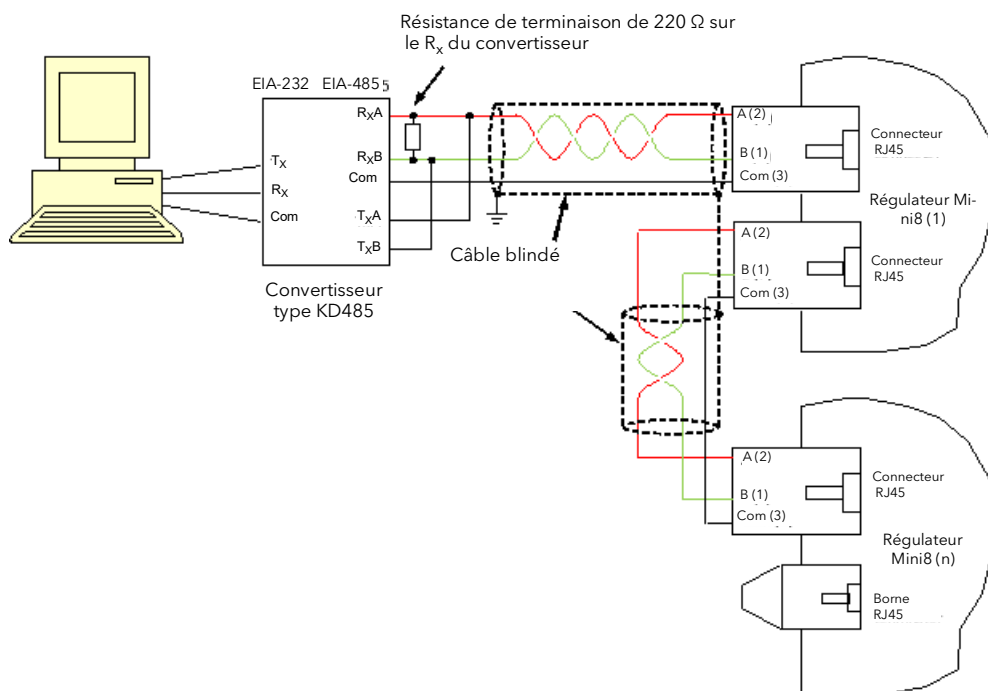 Résistance de terminaison de 220 Ω sur
le RX du convertisseur
EIA-232 EIA-485 5
RXA
RXB
Com
TXA
TXB
TX
RX
Com
Convertisseur
type KD485
Câble blindé
A (2)
B (1)
Com (3)
Connecteur
RJ45
Régulateur Mi-
ni8 (1)
A (2)
B (1)
Com (3)
Connecteur
RJ45
A (2)
B (1)
Com (3)
Connecteur
RJ45
Régulateur
Mini8 (n)
Borne
RJ45